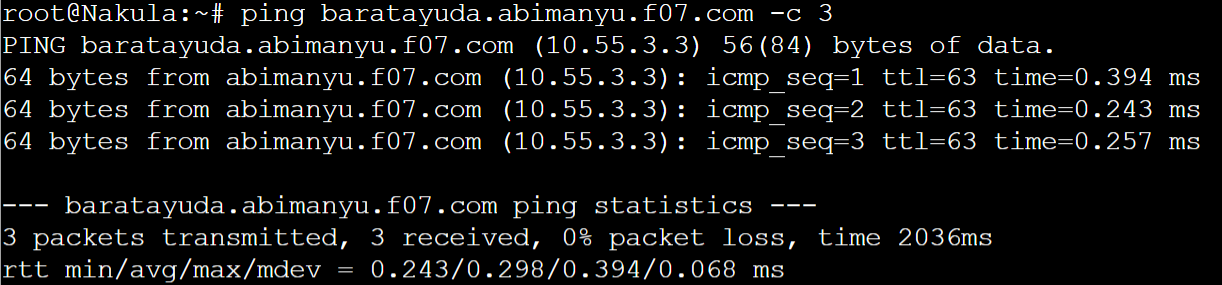 root@Nakula:~# ping baratayuda.abimanyu.f07.com -c 3
PING baratayuda.abimanyu.f07.com (10.55.3.3) 56(84) bytes of data.
64 bytes from abimanyu.f07.com (10.55.3.3): icmp_seq=1 ttl=63 time=0.394 ms
64 bytes from abimanyu.f07.com (10.55.3.3): icmp_seq=2 ttl=63 time=0.243 ms
64 bytes from abimanyu.f07.com (10.55.3.3): icmp_seq=3 ttl=63 time=0.257 ms
--- baratayuda.abimanyu.f07.com ping statistics ---
3 packets transmitted, 3 received, 0% packet loss, time 2036ms
rtt min/avg/max/mdev = 0.243/0.298/0.394/0.068 ms